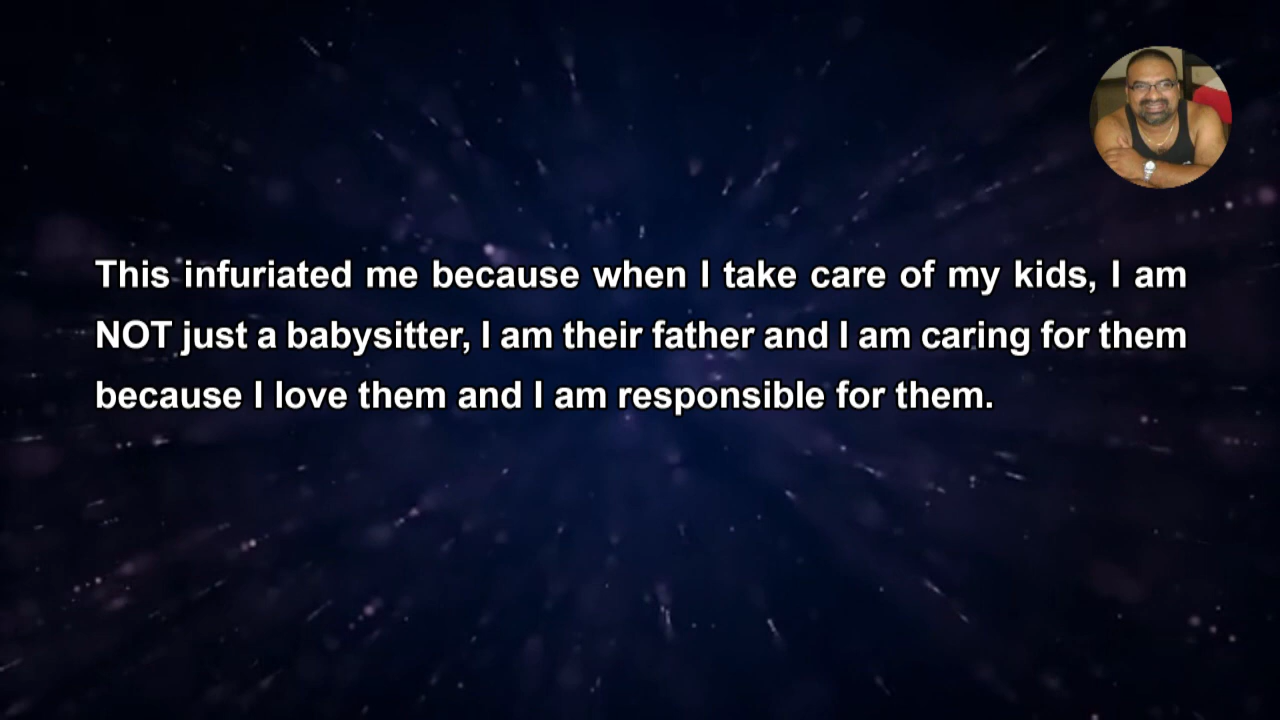 This infuriated me because when I take care of my kids, I am
NOT just a babysitter, I am their father and I am caring for them
because I love them and I am responsible for them.